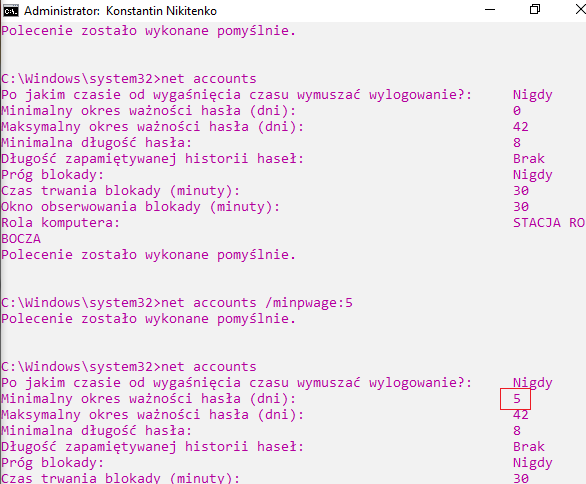 Administrator: Konstantin Nikitenko
Polecenie zostało wykonane pomyślnie.
C:\Windows\system32>net accounts
Po jakim czasie od wygaśnięcia czasu wymuszać wylogowanie?: Nigdy
Minimalny okres ważności hasła (dni): 0
Maksymalny okres ważności hasła (dni): 42
Minimalna długość hasła: 8
Długość zapamiętywanej historii haseł: Brak
Próg blokady: Nigdy
Czas trwania blokady (minuty): 30
Okno obserwowania blokady (minuty): 30
Rola komputera: STACJA RO
BOCZA
Polecenie zostało wykonane pomyślnie.
C:\Windows\system32>net accounts /minpwage:5
Polecenie zostało wykonane pomyślnie.
C:\Windows\system32>net accounts
Po jakim czasie od wygaśnięcia czasu wymuszać wylogowanie?: Nigdy
Minimalny okres ważności hasła (dni): 5
Maksymalny okres ważności hasła (dni): 42
Minimalna długość hasła: 8
Długość zapamiętywanej historii haseł: Brak
Próg blokady: Nigdy
Czas trwania blokady (minuty): 30